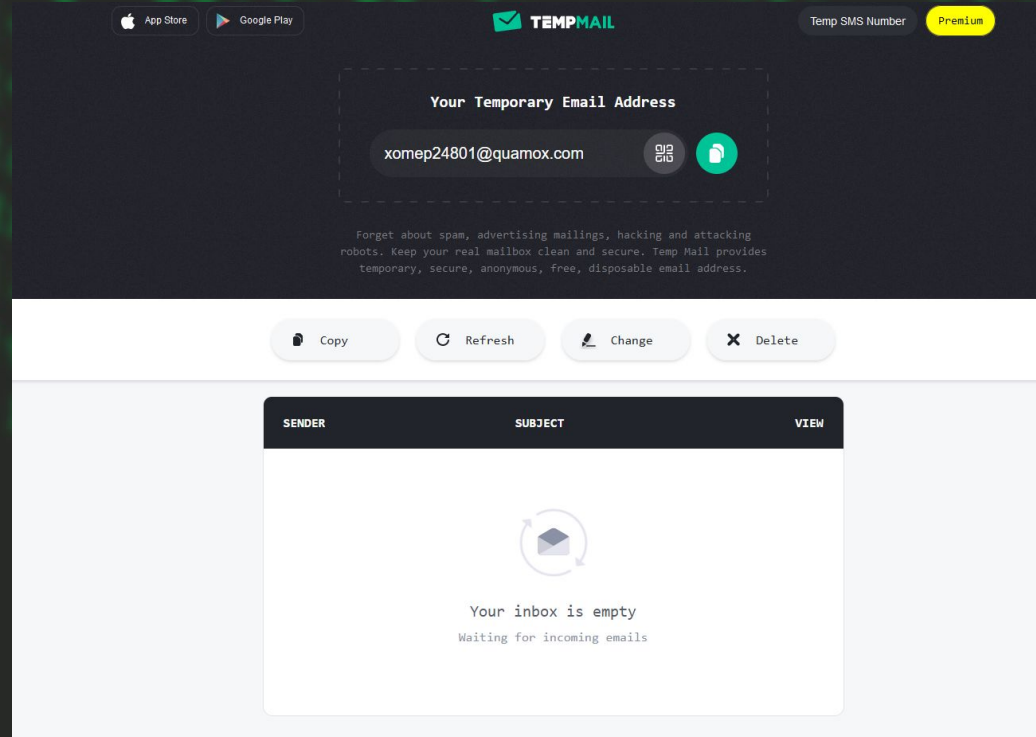 App Store
Google Play
TEMPMAIL
Temp SMS Number
Premium
Your Temporary Email Address
xomep24801@quamox.com
Forget about spam, advertising mailings, hacking and attacking
robots. Keep your real mailbox clean and secure. Temp Mail provides
temporary, secure, anonymous, free, disposable email address.
Copy
Refresh
Change
Delete
SENDER
SUBJECT
VIEW
Your inbox is empty
Waiting for incoming emails